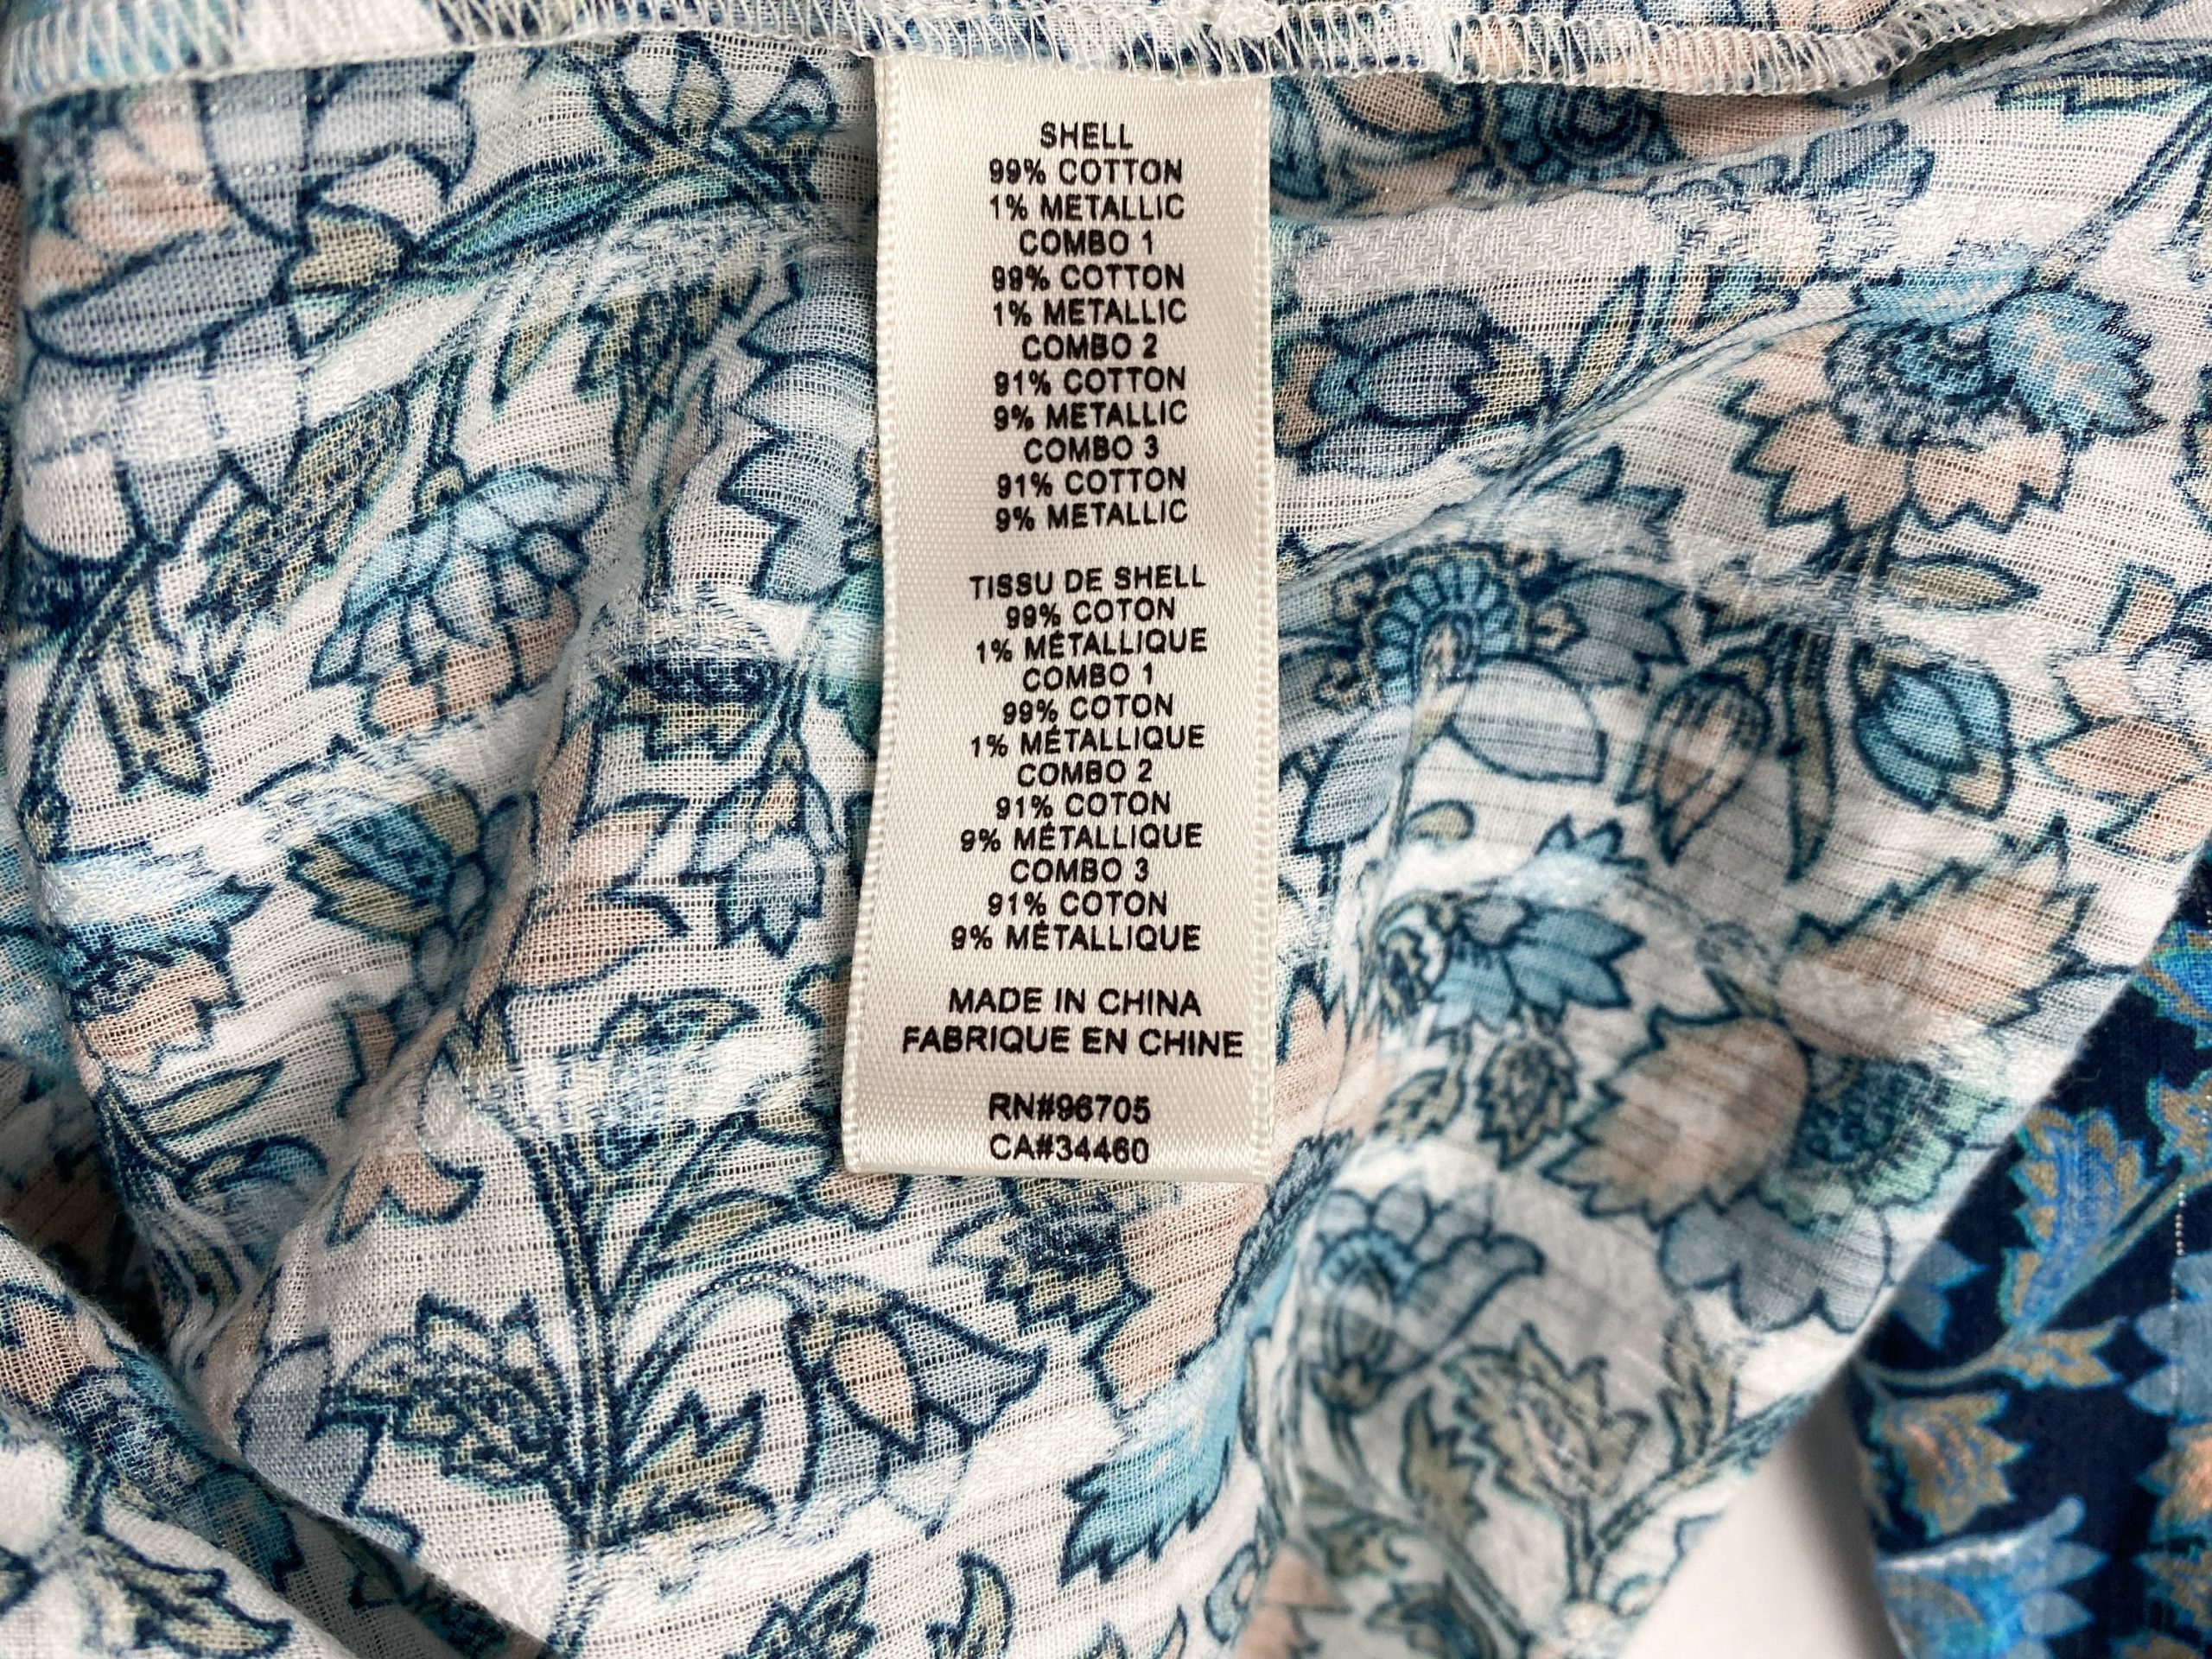 SHELL
99% COTTON
1% METALLIC
COMBO 1
99% COTTON
1% METALLIC
COMBO 2
91% COTTON
9% METALLIC
COMBO 3
91% COTTON
9% METALLIC
TISSU DE SHELL
99% COTON
1% MÉTALLIQUE
COMBO 1
99% COTON
1% MÉTALLIQUE
COMBO 2
91% COTON
9% MÉTALLIQUE
COMBO 3
91% COTON
9% MÉTALLIQUE
MADE IN CHINA
FABRIQUE EN CHINE
RN#96705
CA#34460